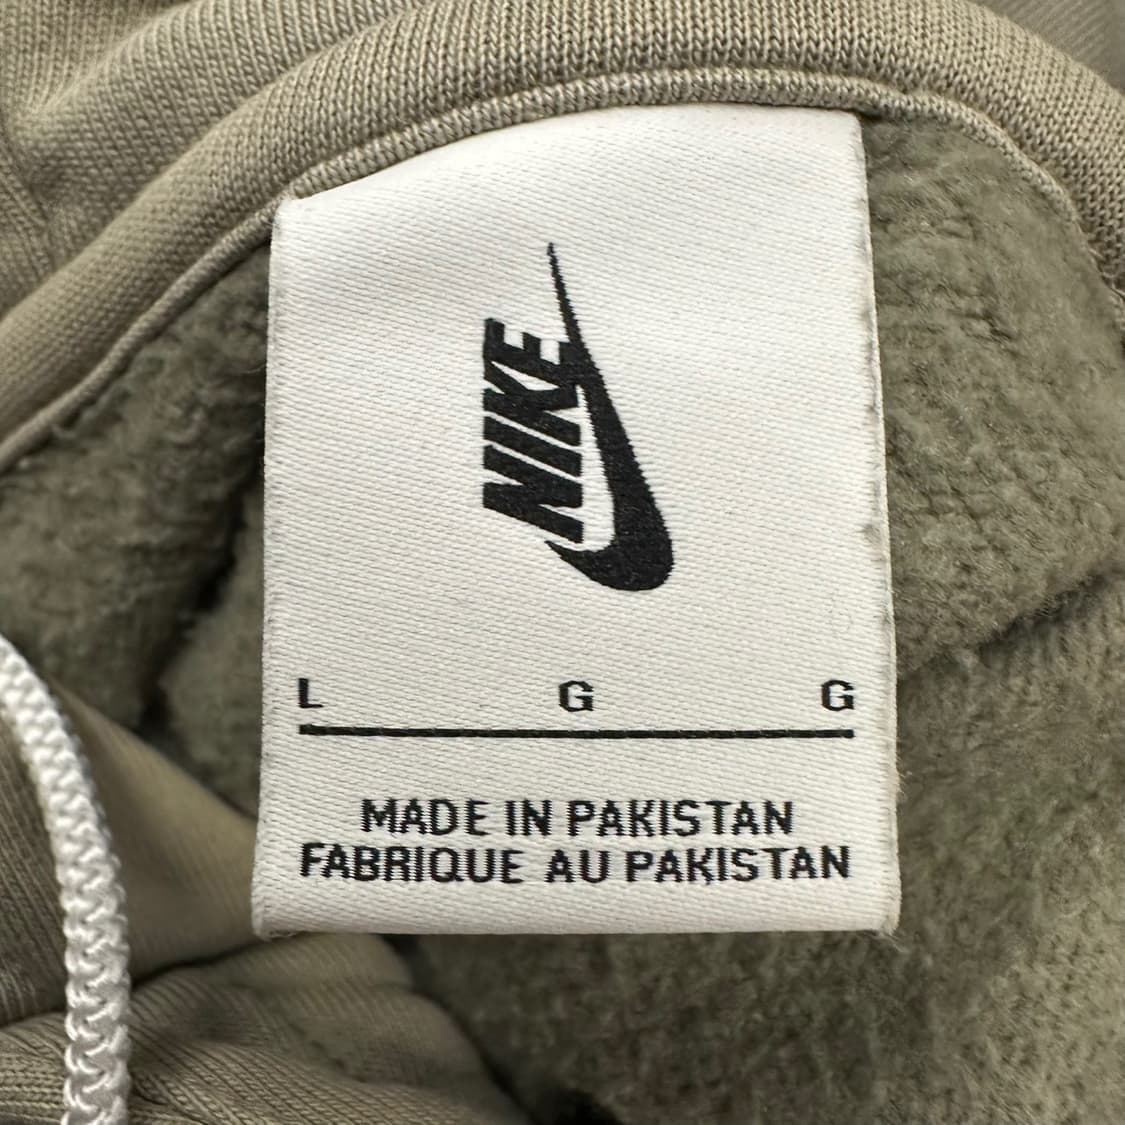 NIKE
L G G
MADE IN PAKISTAN
FABRIQUE AU PAKISTAN